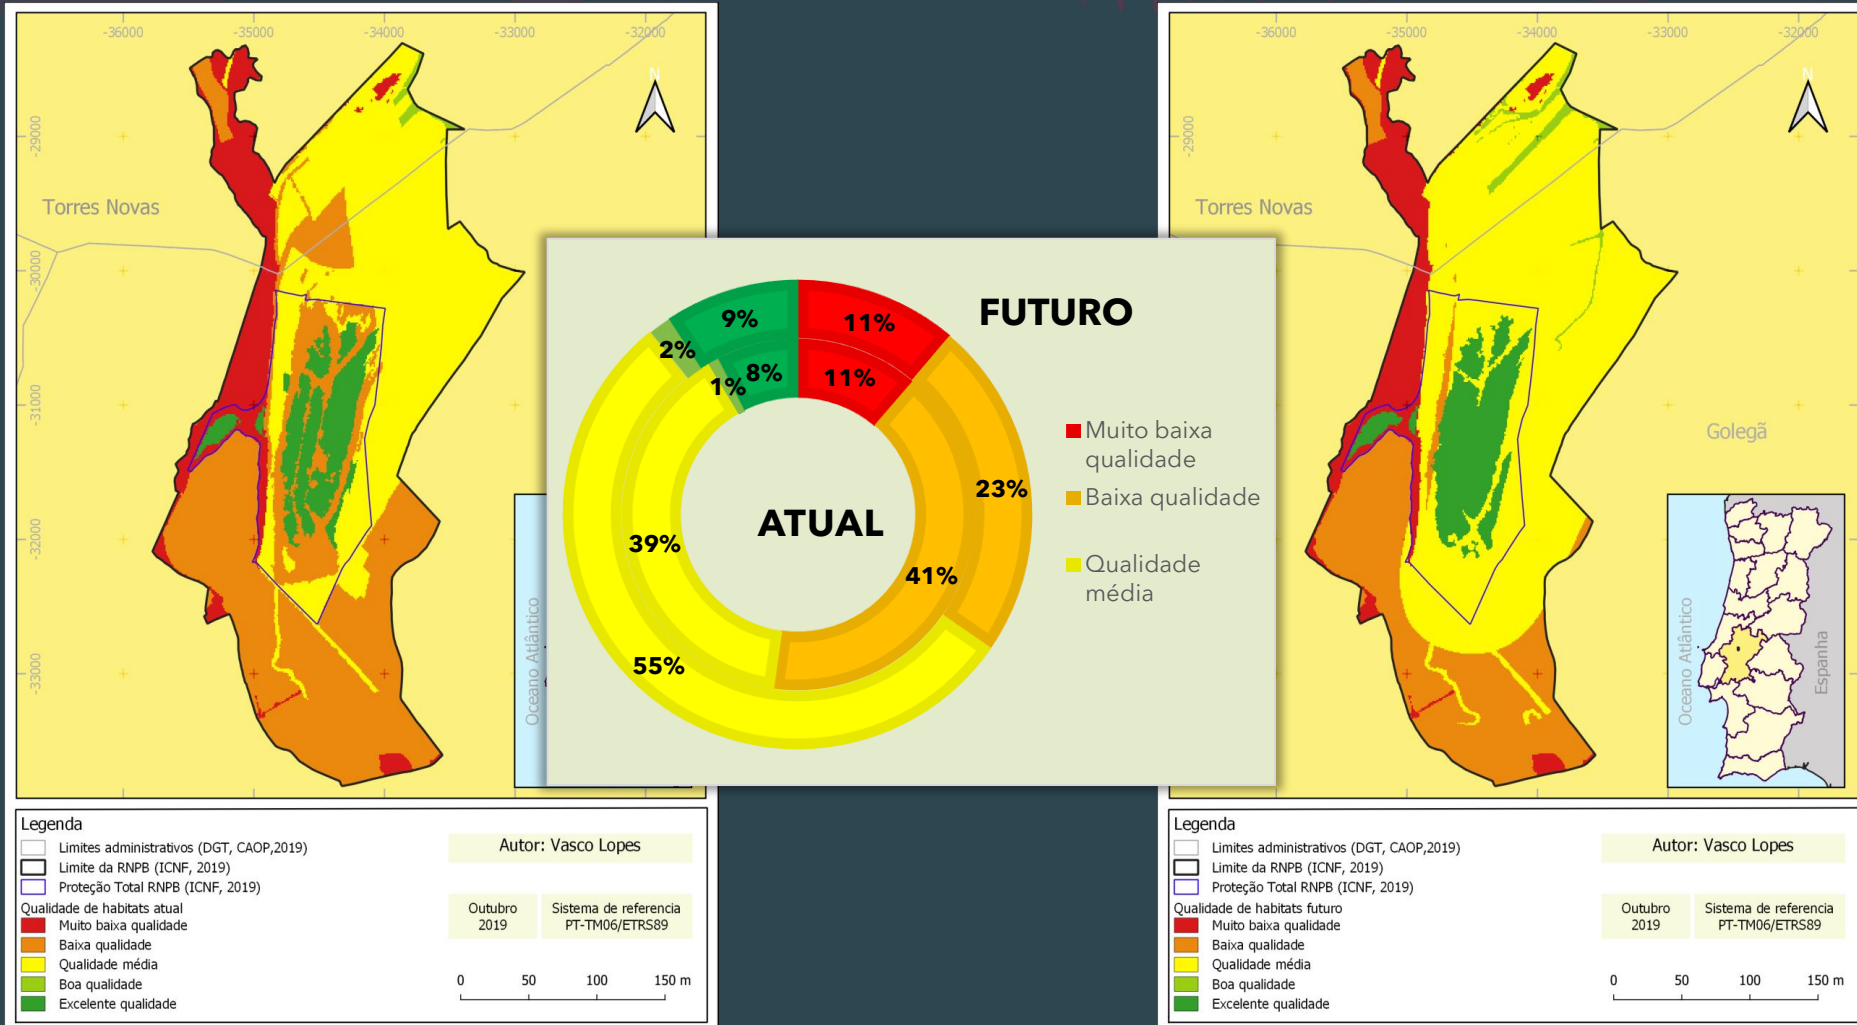 -36000
-35000
-34000
-33000
-32000
N
-29000
-30000
-31000
-32000
-33000
Torres Novas
Oceano Atlântico
Legenda
Limites administrativos (DGT, CAOP,2019)
Limite da RNPB (ICNF, 2019)
Proteção Total RNPB (ICNF, 2019)
Qualidade de habitats atual
Muito baixa qualidade
Baixa qualidade
Qualidade média
Boa qualidade
Excelente qualidade
Autor: Vasco Lopes
Outubro
2019
Sistema de referencia
PT-TM06/ETRS89
0 50 100 150 m
FUTURO
ATUAL
9%
11%
2%
8%
1%
11%
23%
39%
41%
55%
Muito baixa
qualidade
Baixa qualidade
Qualidade
média
-36000
-35000
-34000
-33000
-32000
N
-29000
Torres Novas
Golegã
Oceano Atlântico
Espanha
Legenda
Limites administrativos (DGT, CAOP,2019)
Limite da RNPB (ICNF, 2019)
Proteção Total RNPB (ICNF, 2019)
Qualidade de habitats futuro
Muito baixa qualidade
Baixa qualidade
Qualidade média
Boa qualidade
Excelente qualidade
Autor: Vasco Lopes
Outubro
2019
Sistema de referencia
PT-TM06/ETRS89
0 50 100 150 m